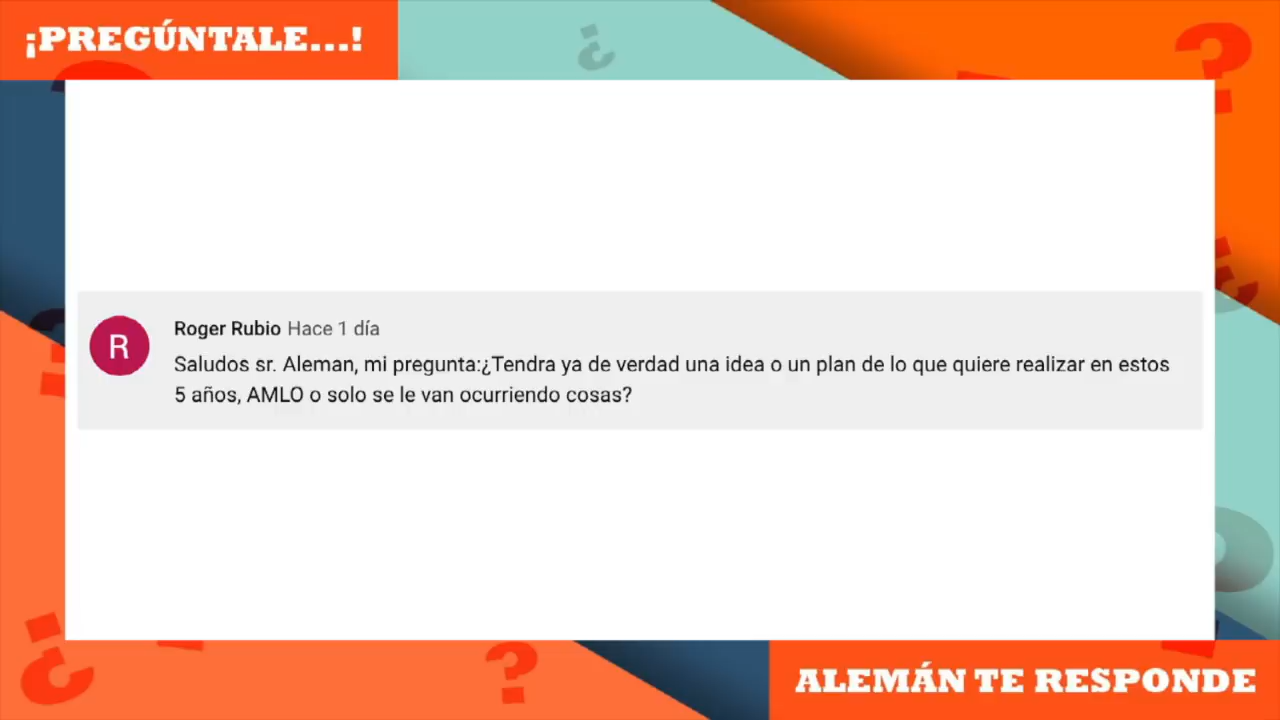 ¡PREGÚNTALE...!
R
Roger Rubio Hace 1 día
Saludos sr. Aleman, mi pregunta:¿Tendra ya de verdad una idea o un plan de lo que quiere realizar en estos
5 años, AMLO o solo se le van ocurriendo cosas?
ALEMÁN TE RESPONDE